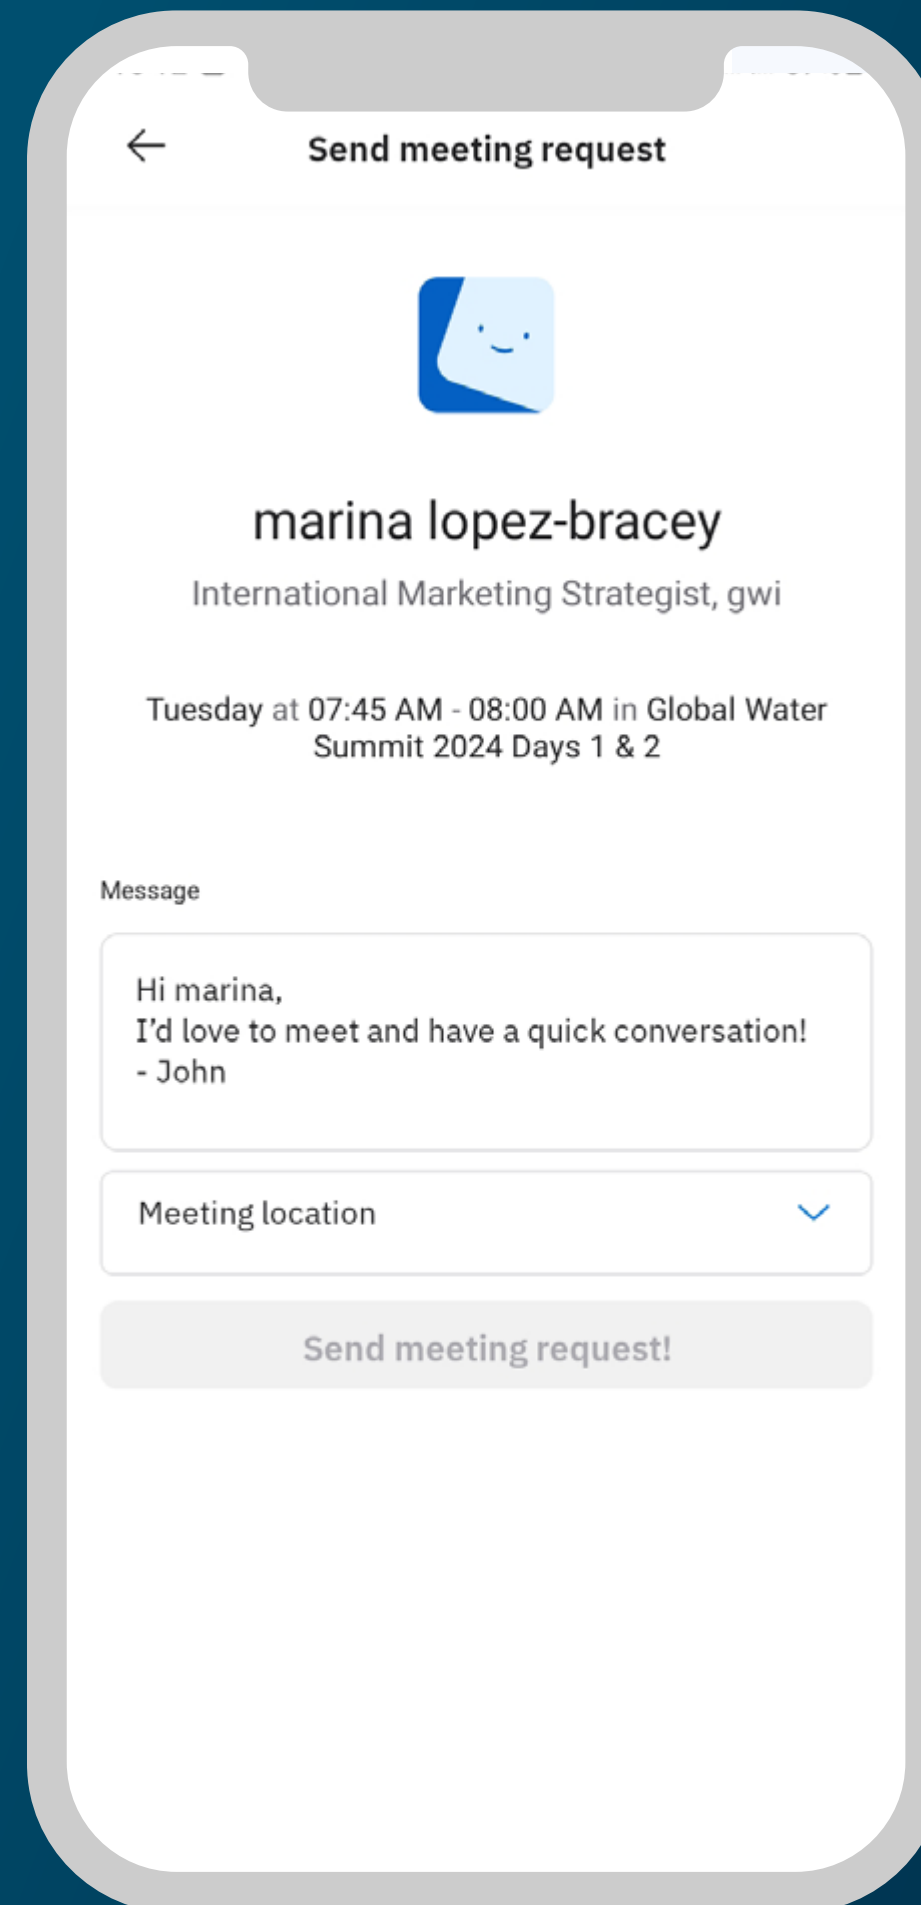 Send meeting request
marina lopez-bracey
International Marketing Strategist, gwi
Tuesday at 07:45 AM - 08:00 AM in Global Water
Summit 2024 Days 1 & 2
Message
Hi marina,
I'd love to meet and have a quick conversation!
- John
Meeting location
Send meeting request!